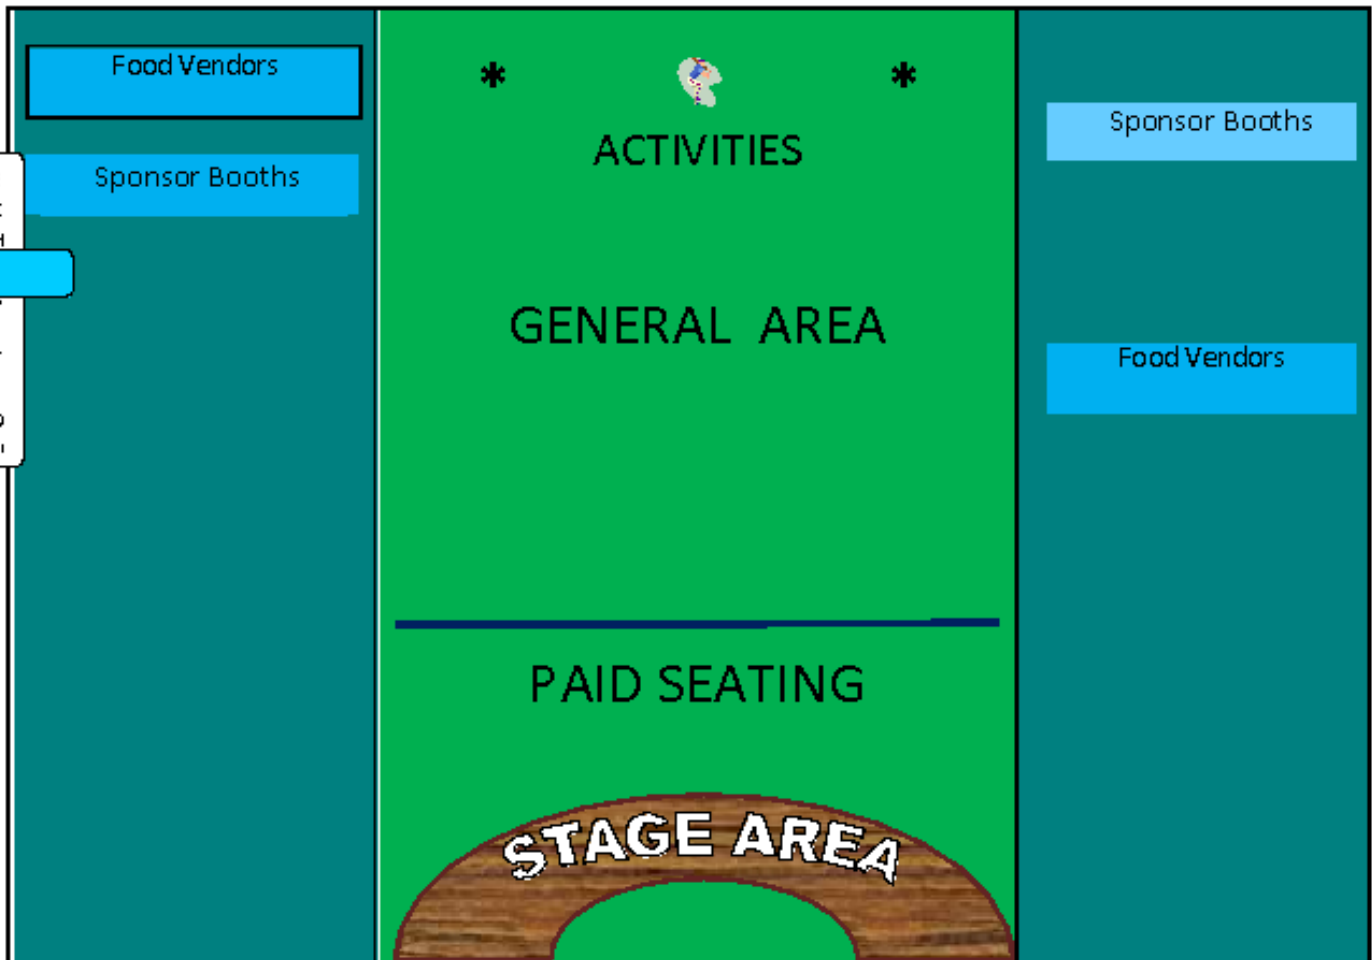 Food Vendors
Sponsor Booths
* *
ACTIVITIES
GENERAL AREA
PAID SEATING
STAGE AREA
Sponsor Booths
Food Vendors